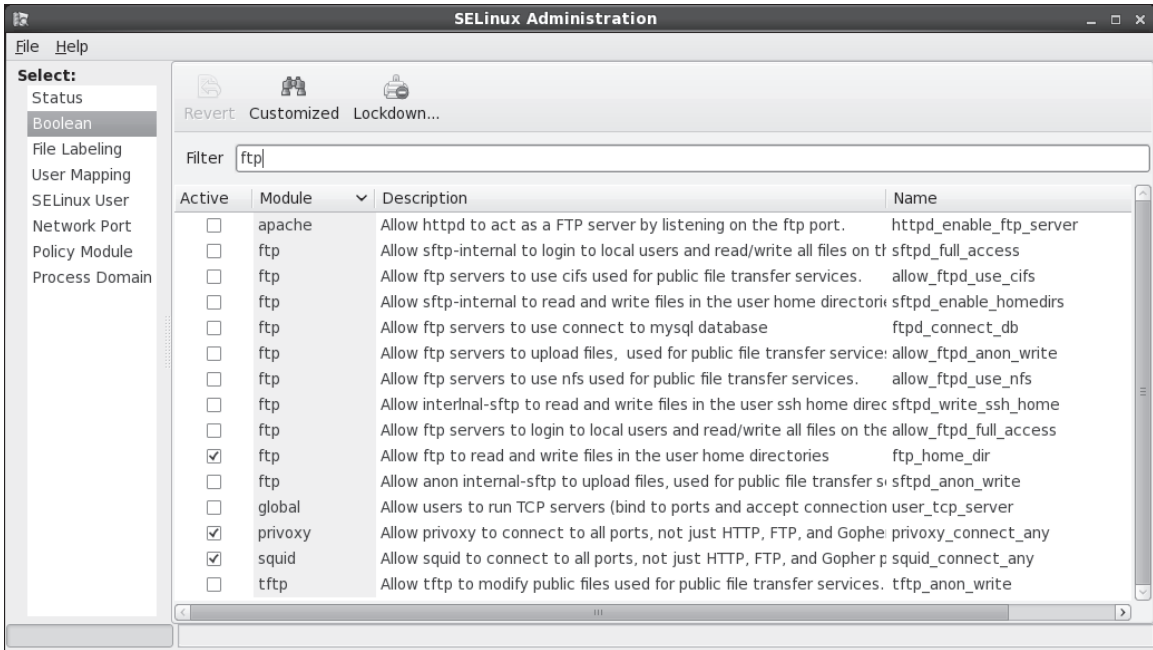 SELinux Administration
File Help
Select:
Status
Boolean
File Labeling
User Mapping
SELinux User
Network Port
Policy Module
Process Domain
Revert Customized Lockdown...
Filter ftp
Active Module Description Name
apache Allow httpd to act as a FTP server by listening on the ftp port. httpd_enable_ftp_server
ftp Allow sftp-internal to login to local users and read/write all files on th sftpd_full_access
ftp Allow ftp servers to use cifs used for public file transfer services. allow_ftpd_use_cifs
ftp Allow sftp-internal to read and write files in the user home directorie sftpd_enable_homedirs
ftp Allow ftp servers to use connect to mysql database ftpd_connect_db
ftp Allow ftp servers to upload files, used for public file transfer services allow_ftpd_anon_write
ftp Allow ftp servers to use nfs used for public file transfer services. allow_ftpd_use_nfs
ftp Allow interlnal-sftp to read and write files in the user ssh home direc sftpd_write_ssh_home
ftp Allow ftp servers to login to local users and read/write all files on the allow_ftpd_full_access
ftp Allow ftp to read and write files in the user home directories ftp_home_dir
ftp Allow anon internal-sftp to upload files, used for public file transfer se sftpd_anon_write
global Allow users to run TCP servers (bind to ports and accept connection user_tcp_server
privoxy Allow privoxy to connect to all ports, not just HTTP, FTP, and Gopher privoxy_connect_any
squid Allow squid to connect to all ports, not just HTTP, FTP, and Gopher p squid_connect_any
tftp Allow tftp to modify public files used for public file transfer services. tftp_anon_write